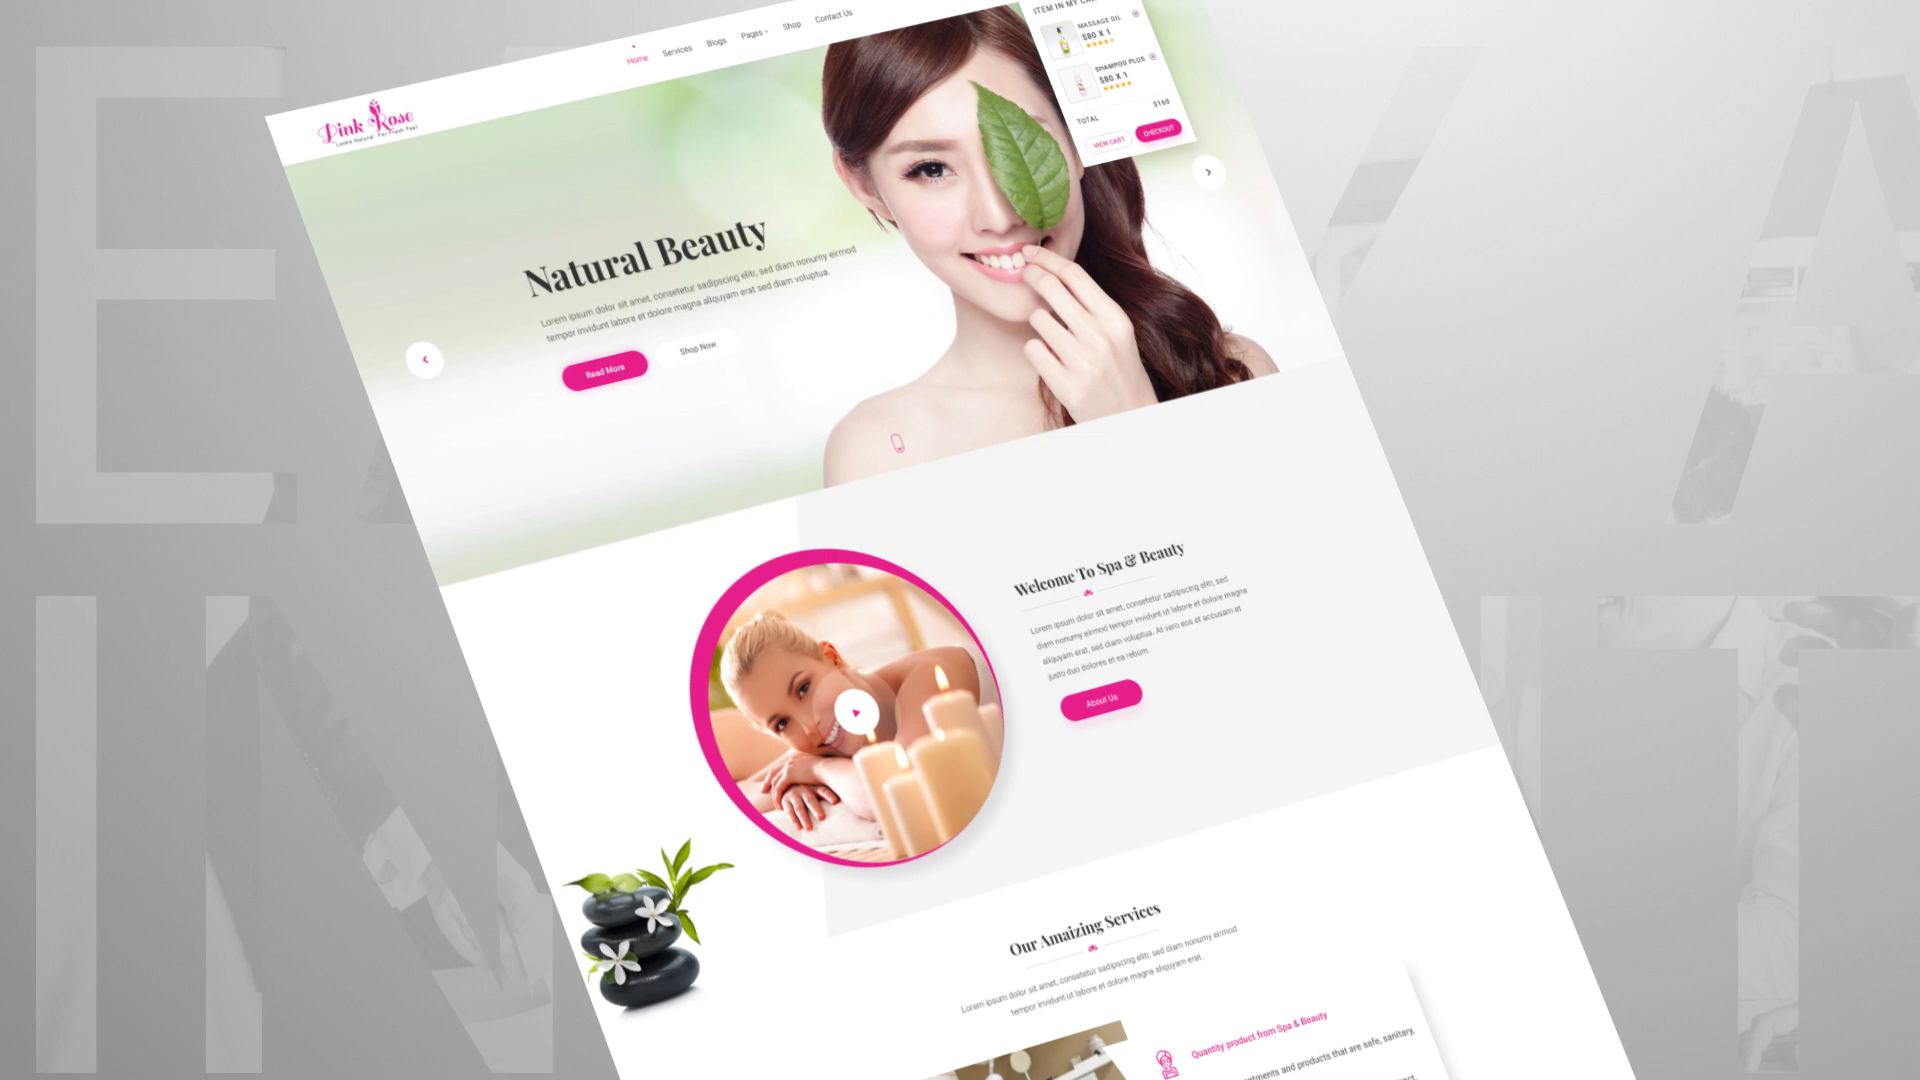 Home
Services
Blogs
Pages
Shop
Contact Us
Pink Rose
Looks Natural For Fresh Feel
ITEM IN MY
MASSAGE OIL
$80 X 1
SHAMPOO PLUS
$80 X 1
TOTAL
$160
VIEW CART
CHECKOUT
Natural Beauty
Lorem ipsum dolor sit amet, consetetur sadipscing elitr, sed diam nonumy eirmod
tempor invidunt labore et dolore magna aliquyam erat sed diam voluptua.
Read More
Shop Now
Welcome To Spa & Beauty
Lorem ipsum dolor sit amet, consetetur sadipscing elitr, sed
diam nonumy eirmod tempor invidunt ut labore et dolore magna
aliquyam erat, sed diam voluptua. At vero eos et accusam et
justo duo dolores et ea rebum.
About Us
Our Amaizing Services
Lorem ipsum dolor sit amet, consetetur sadipscing elitr, sed diam nonumy eirmod
tempor invidunt ut labore et dolore magna aliquyam erat.
Quantity product from Spa & Beauty
and products that are safe, sanitary,